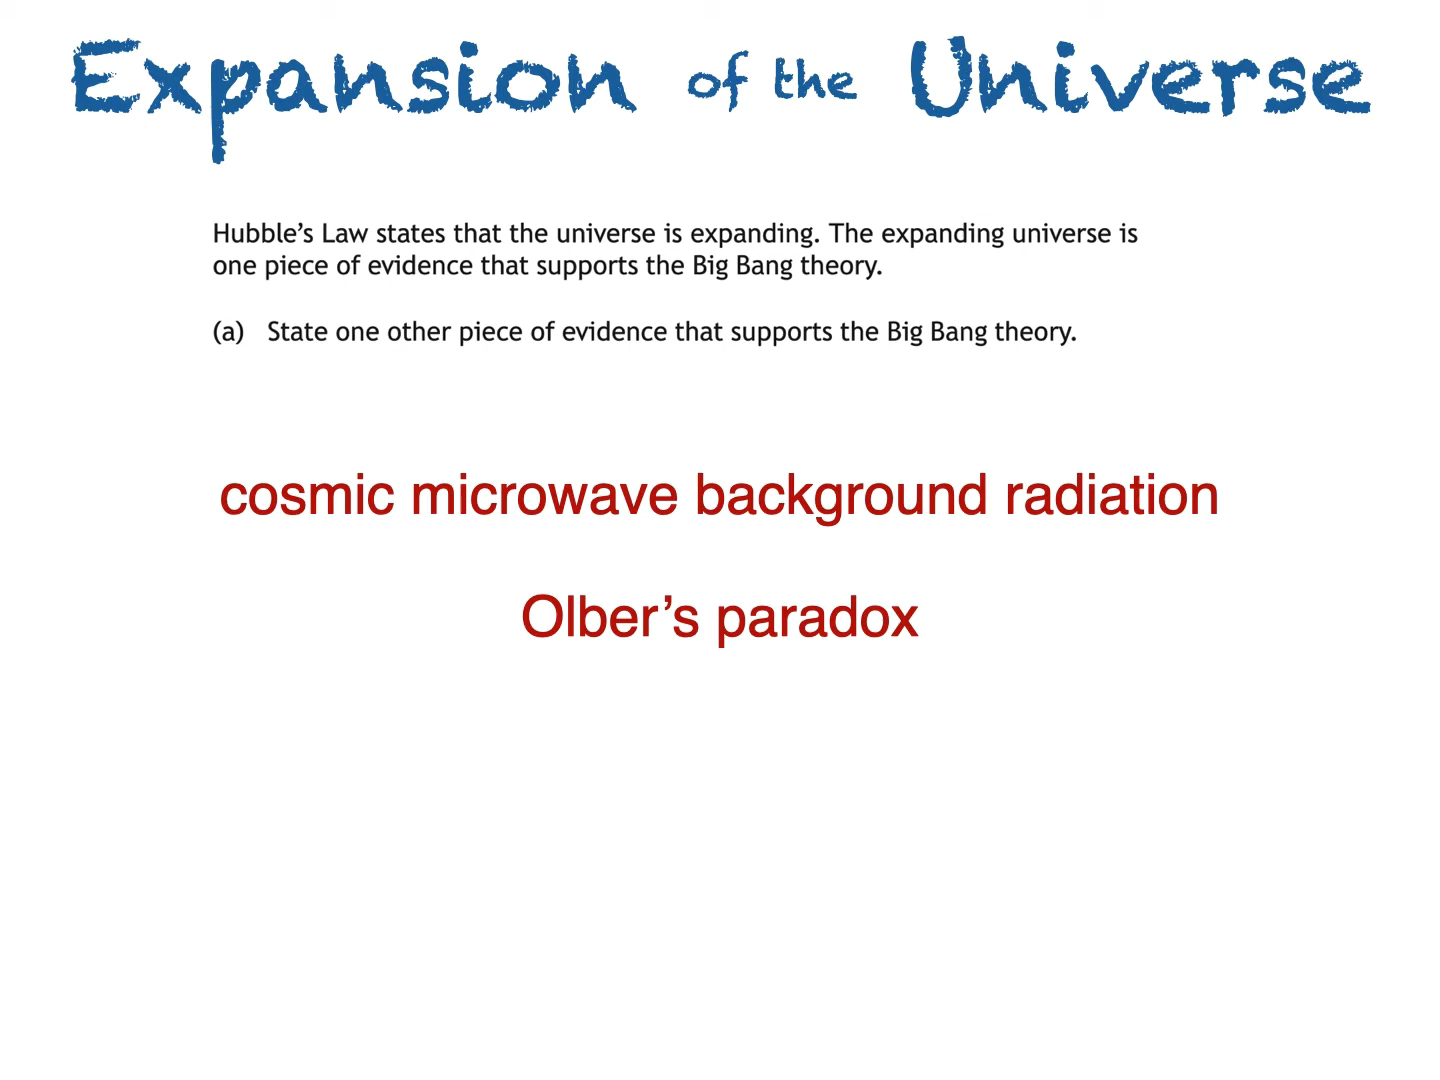 Expansion of the Universe
Hubble’s Law states that the universe is expanding. The expanding universe is
one piece of evidence that supports the Big Bang theory.
(a) State one other piece of evidence that supports the Big Bang theory.
cosmic microwave background radiation
Olber’s paradox